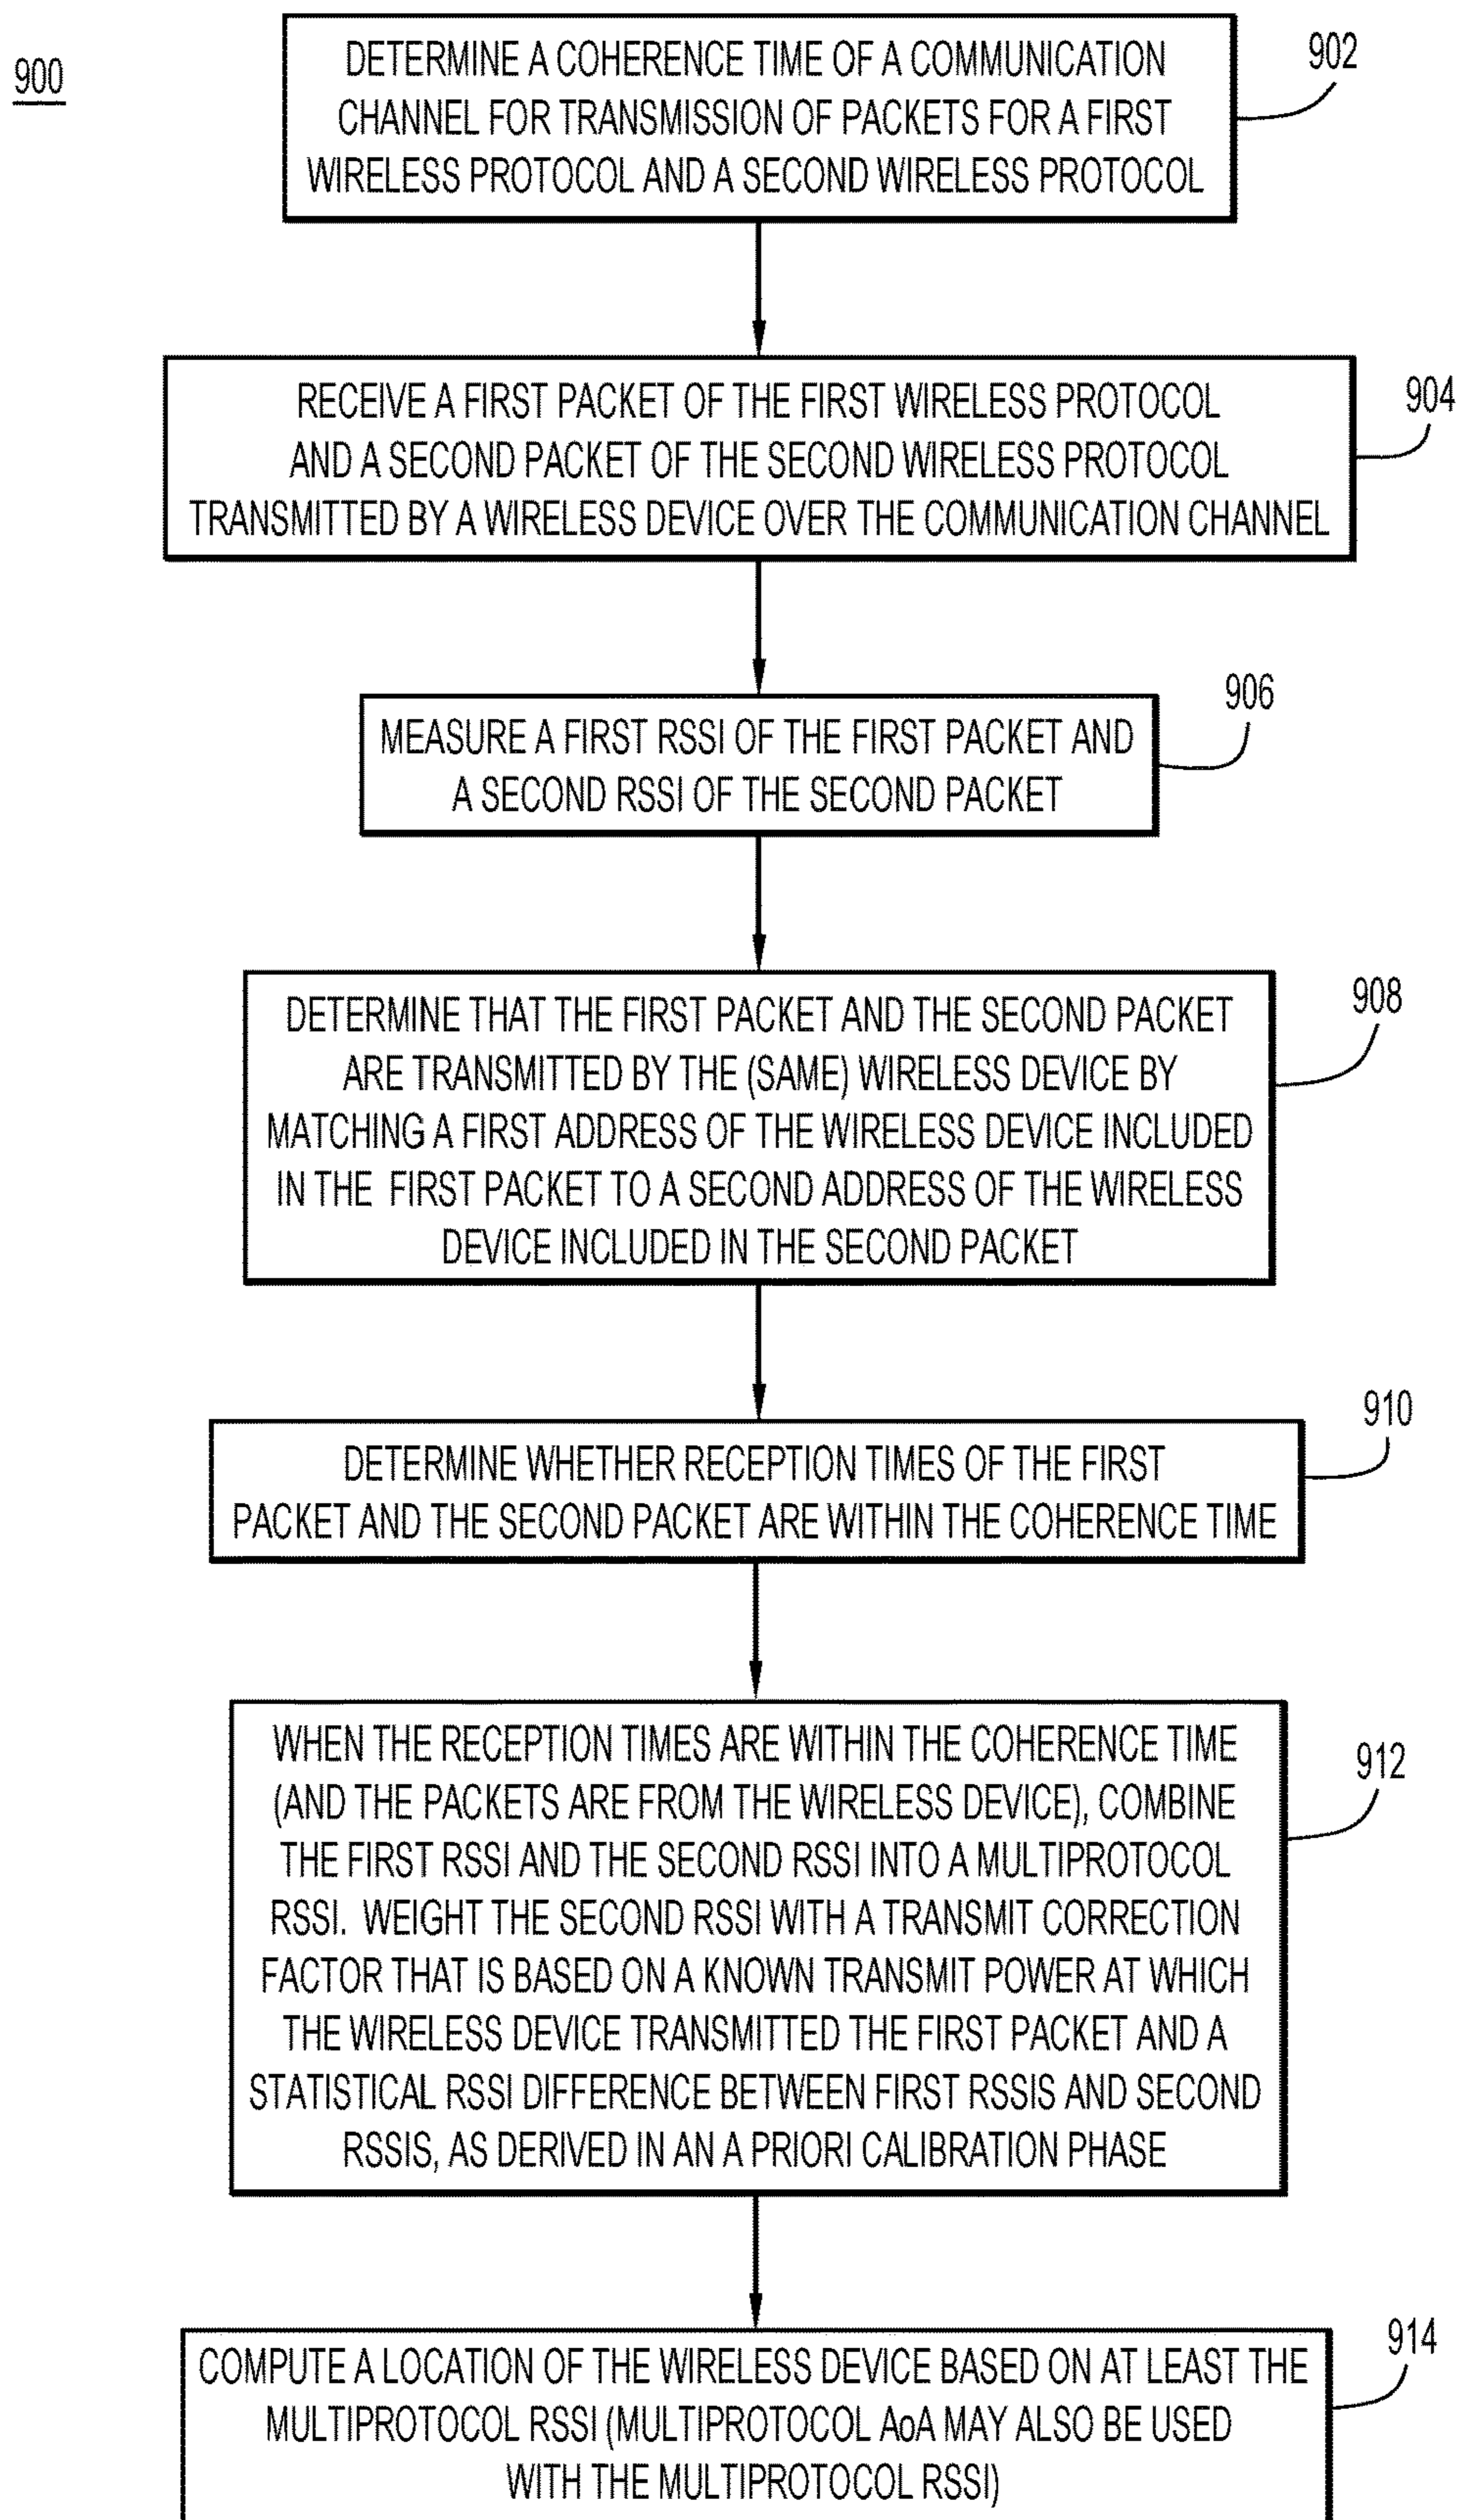 900
DETERMINE A COHERENCE TIME OF A COMMUNICATION
CHANNEL FOR TRANSMISSION OF PACKETS FOR A FIRST
WIRELESS PROTOCOL AND A SECOND WIRELESS PROTOCOL
902
RECEIVE A FIRST PACKET OF THE FIRST WIRELESS PROTOCOL
AND A SECOND PACKET OF THE SECOND WIRELESS PROTOCOL
TRANSMITTED BY A WIRELESS DEVICE OVER THE COMMUNICATION CHANNEL
904
MEASURE A FIRST RSSI OF THE FIRST PACKET AND
A SECOND RSSI OF THE SECOND PACKET
906
DETERMINE THAT THE FIRST PACKET AND THE SECOND PACKET
ARE TRANSMITTED BY THE (SAME) WIRELESS DEVICE BY
MATCHING A FIRST ADDRESS OF THE WIRELESS DEVICE INCLUDED
IN THE FIRST PACKET TO A SECOND ADDRESS OF THE WIRELESS
DEVICE INCLUDED IN THE SECOND PACKET
908
DETERMINE WHETHER RECEPTION TIMES OF THE FIRST
PACKET AND THE SECOND PACKET ARE WITHIN THE COHERENCE TIME
910
WHEN THE RECEPTION TIMES ARE WITHIN THE COHERENCE TIME
(AND THE PACKETS ARE FROM THE WIRELESS DEVICE), COMBINE
THE FIRST RSSI AND THE SECOND RSSI INTO A MULTIPROTOCOL
RSSI. WEIGHT THE SECOND RSSI WITH A TRANSMIT CORRECTION
FACTOR THAT IS BASED ON A KNOWN TRANSMIT POWER AT WHICH
THE WIRELESS DEVICE TRANSMITTED THE FIRST PACKET AND A
STATISTICAL RSSI DIFFERENCE BETWEEN FIRST RSSIS AND SECOND
RSSIS, AS DERIVED IN AN A PRIORI CALIBRATION PHASE
912
COMPUTE A LOCATION OF THE WIRELESS DEVICE BASED ON AT LEAST THE
MULTIPROTOCOL RSSI (MULTIPROTOCOL AoA MAY ALSO BE USED
WITH THE MULTIPROTOCOL RSSI)
914